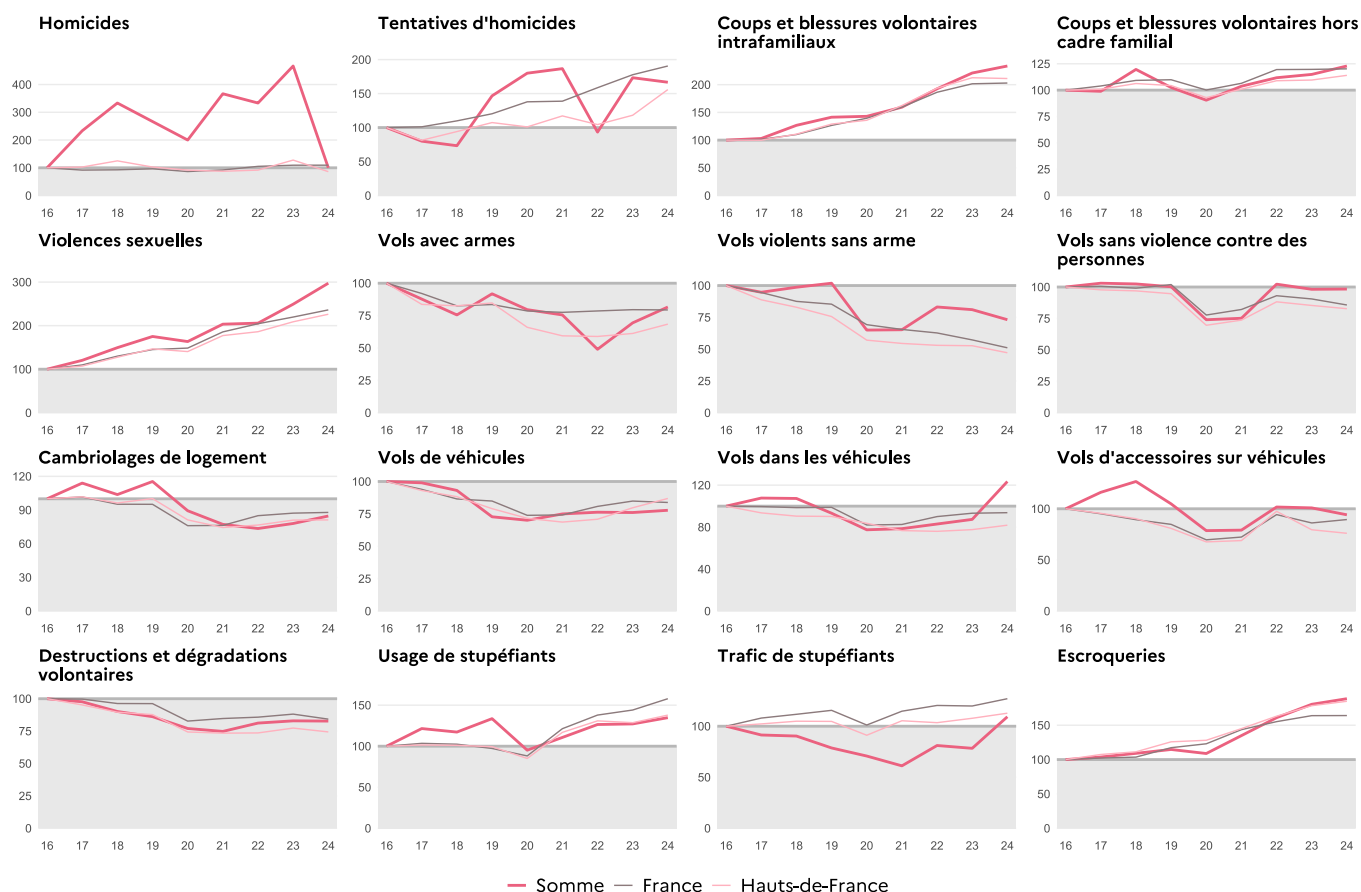 Homicides
Tentatives d'homicides
Coups et blessures volontaires
intrafamiliaux
Coups et blessures volontaires hors
cadre familial
400
300
200
100
0
16 17 18 19 20 21 22 23 24
200
150
100
50
0
16 17 18 19 20 21 22 23 24
200
150
100
50
0
16 17 18 19 20 21 22 23 24
125
100
75
50
25
0
16 17 18 19 20 21 22 23 24
Violences sexuelles
Vols avec armes
Vols violents sans arme
Vols sans violence contre des
personnes
300
200
100
0
16 17 18 19 20 21 22 23 24
100
75
50
25
0
16 17 18 19 20 21 22 23 24
100
75
50
25
0
16 17 18 19 20 21 22 23 24
100
75
50
25
0
16 17 18 19 20 21 22 23 24
Cambriolages de logement
Vols de véhicules
Vols dans les véhicules
Vols d'accessoires sur véhicules
120
90
60
30
0
16 17 18 19 20 21 22 23 24
100
75
50
25
0
16 17 18 19 20 21 22 23 24
120
80
40
0
16 17 18 19 20 21 22 23 24
100
50
0
16 17 18 19 20 21 22 23 24
Destructions et dégradations
volontaires
Usage de stupéfiants
Trafic de stupéfiants
Escroqueries
100
75
50
25
0
16 17 18 19 20 21 22 23 24
150
100
50
0
16 17 18 19 20 21 22 23 24
100
50
0
16 17 18 19 20 21 22 23 24
150
100
50
0
16 17 18 19 20 21 22 23 24
Somme France Hauts-de-France